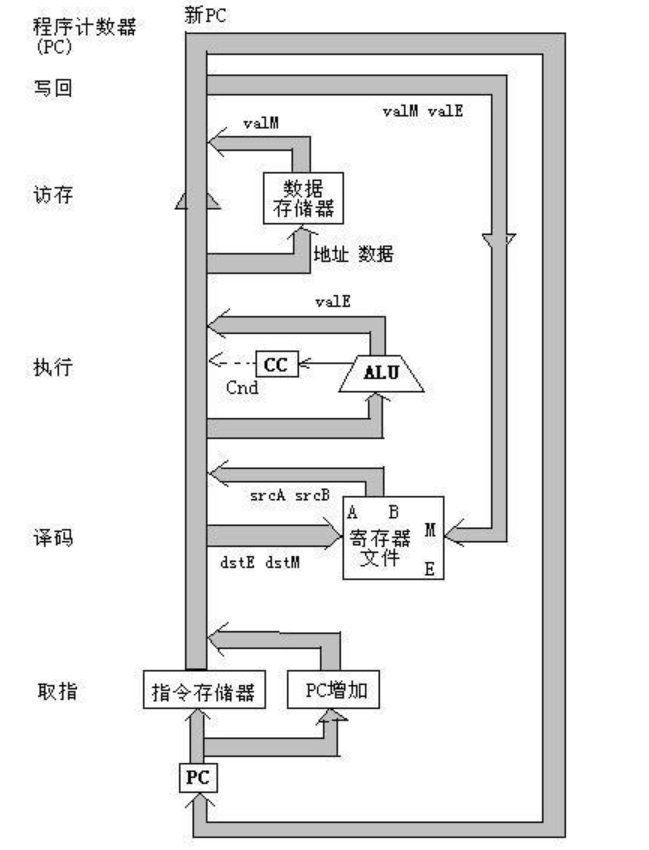 新PC
程序计数器
(PC)
写回
valM valE
valM
访存
数据
存储器
地址 数据
valE
执行
CC
ALU
Cnd
srcA srcB
A B
M
译码
寄存器
文件
dstE dstM
E
取指
指令存储器
PC增加
PC